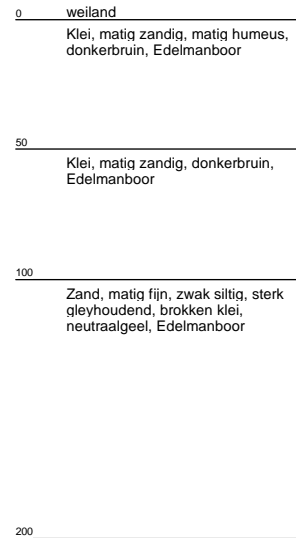 0 weiland
Klei, matig zandig, matig humeus,
donkerbruin, Edelmanboor
50
Klei, matig zandig, donkerbruin,
Edelmanboor
100
Zand, matig fijn, zwak siltig, sterk
gleyhoudend, brokken klei,
neutraalgeel, Edelmanboor
200